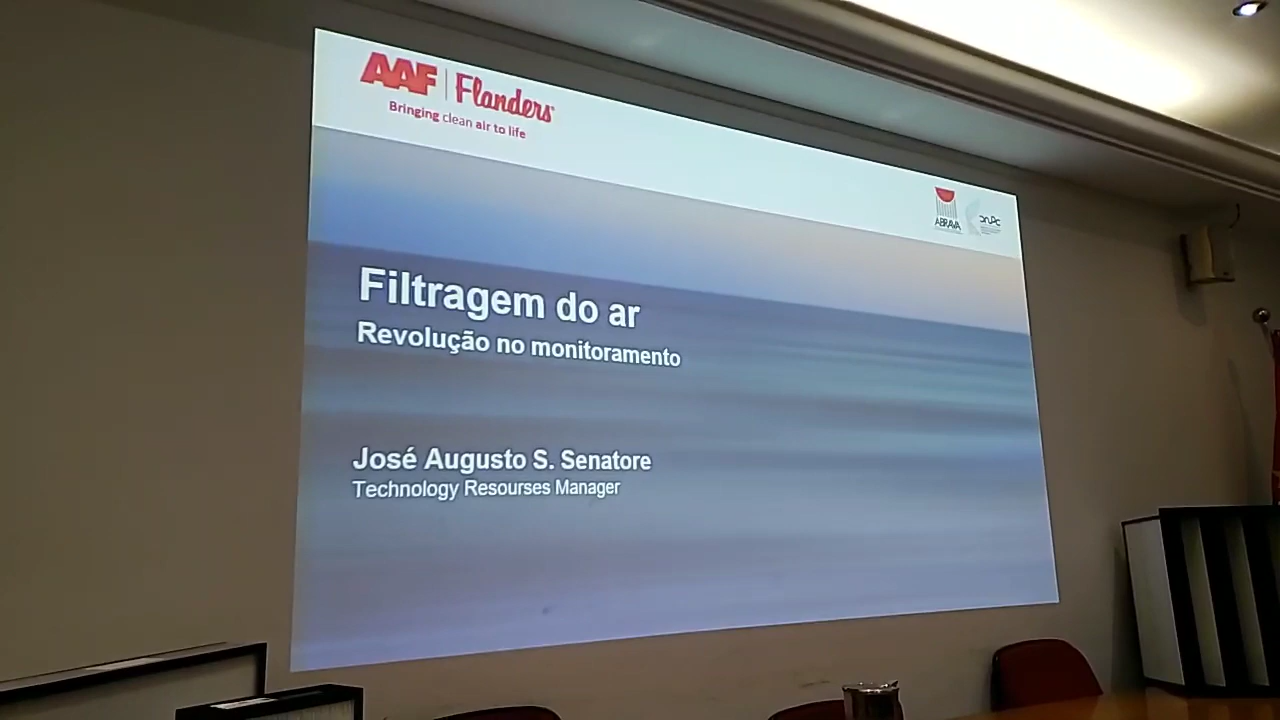 AAF | Flanders®
Bringing clean air to life
ABRAVA
Filtragem do ar
Revolução no monitoramento
José Augusto S. Senatore
Technology Resourses Manager